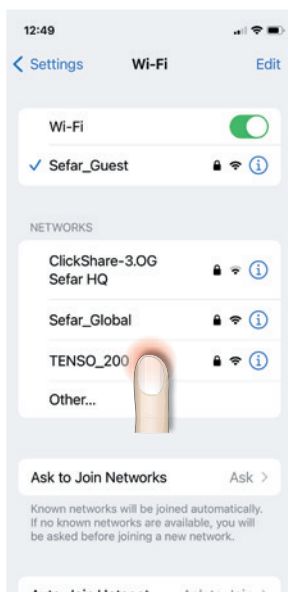 12:49
Settings Wi-Fi Edit
Wi-Fi
Sefar_Guest
NETWORKS
ClickShare-3.OG
Sefar HQ
Sefar_Global
TENSO_200
Other...
Ask to Join Networks Ask
Known networks will be joined automatically.
If no known networks are available, you will
be asked before joining a new network.